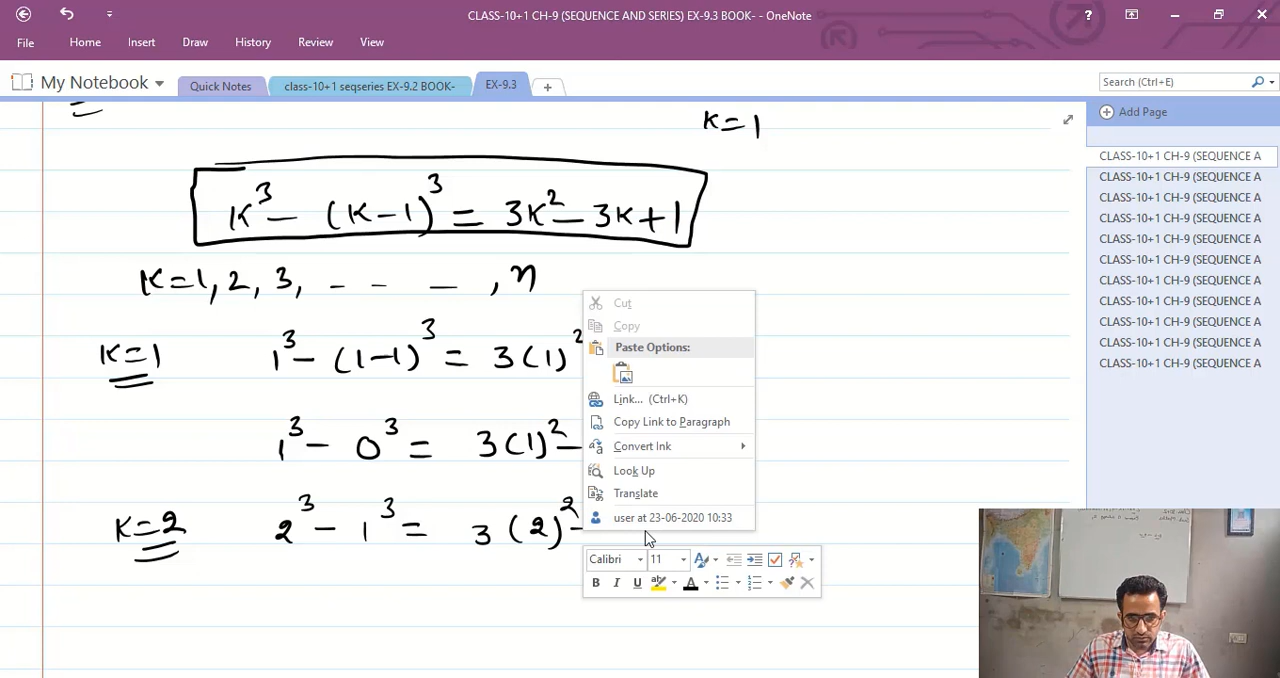 CLASS-10+1 CH-9 (SEQUENCE AND SERIES) EX-9.3 BOOK- - OneNote
File Home Insert Draw History Review View
My Notebook Quick Notes class-10+1 seqseries EX-9.2 BOOK- EX-9.3 Search (Ctrl+E)
Add Page
CLASS-10+1 CH-9 (SEQUENCE A
CLASS-10+1 CH-9 (SEQUENCE A
CLASS-10+1 CH-9 (SEQUENCE A
CLASS-10+1 CH-9 (SEQUENCE A
CLASS-10+1 CH-9 (SEQUENCE A
CLASS-10+1 CH-9 (SEQUENCE A
CLASS-10+1 CH-9 (SEQUENCE A
CLASS-10+1 CH-9 (SEQUENCE A
CLASS-10+1 CH-9 (SEQUENCE A
CLASS-10+1 CH-9 (SEQUENCE A
CLASS-10+1 CH-9 (SEQUENCE A
K=1
K³ - (K-1)³ = 3K² - 3K+1
K=1, 2, 3, - - - , n
K=1 1³ - (1-1)³ = 3(1)²
1³ - 0³ = 3(1)² -
K=2 2³ - 1³ = 3(2)² -
Cut
Copy
Paste Options:
Link... (Ctrl+K)
Copy Link to Paragraph
Convert Ink
Look Up
Translate
user at 23-06-2020 10:33
Calibri 11
B I U ab A